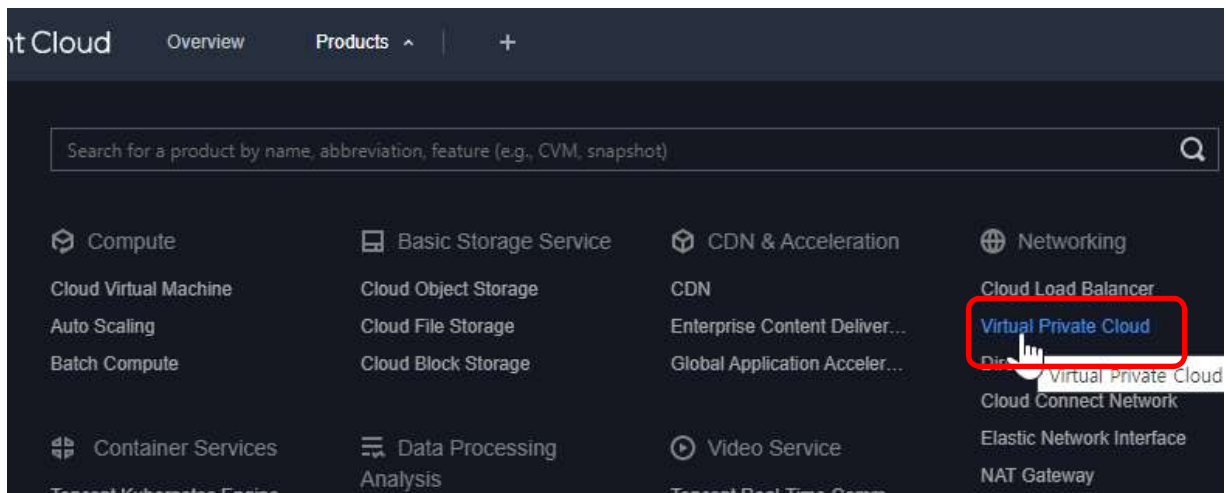 nt Cloud Overview Products +
Search for a product by name, abbreviation, feature (e.g., CVM, snapshot)
Compute
Cloud Virtual Machine
Auto Scaling
Batch Compute
Basic Storage Service
Cloud Object Storage
Cloud File Storage
Cloud Block Storage
CDN & Acceleration
CDN
Enterprise Content Deliver...
Global Application Acceler...
Networking
Cloud Load Balancer
Virtual Private Cloud
Virtual Private Cloud
Cloud Connect Network
Elastic Network Interface
NAT Gateway
Container Services
Data Processing
Analysis
Video Service